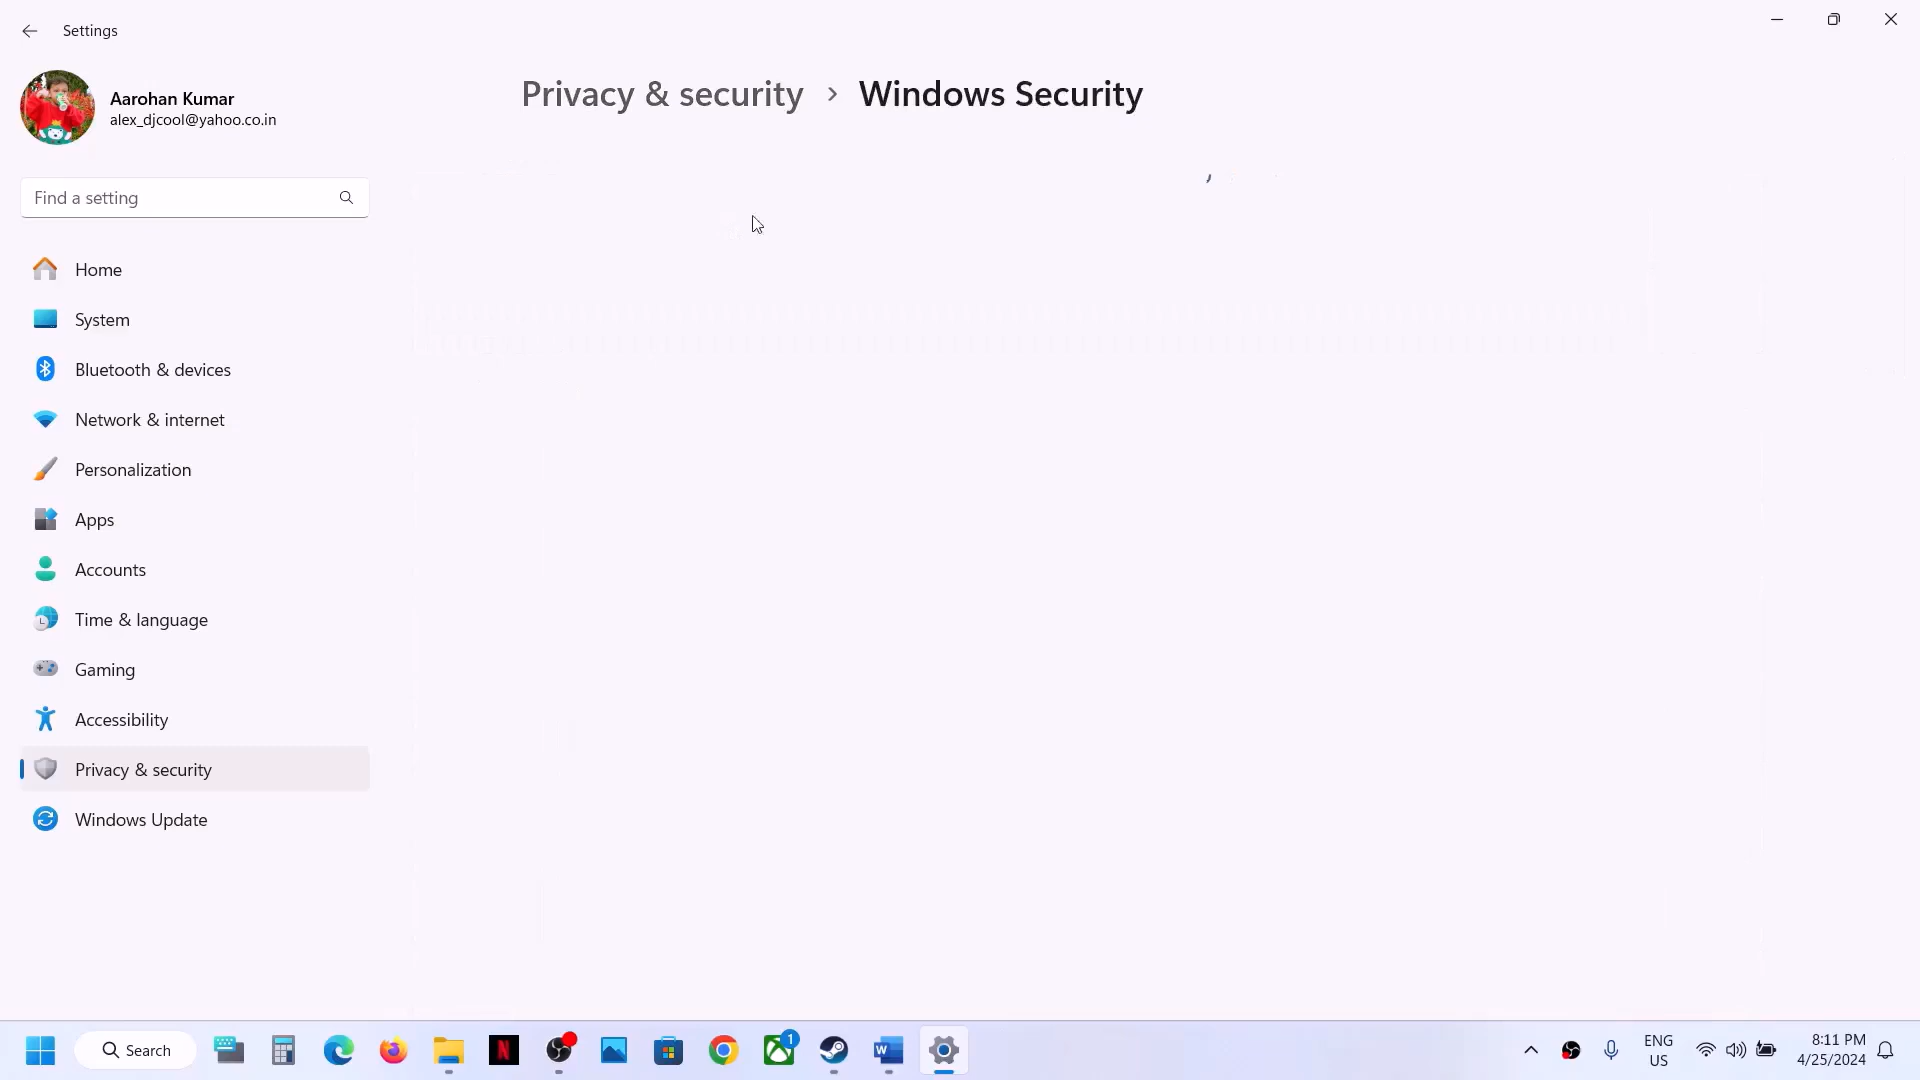 Settings
Aarohan Kumar
alex_djcool@yahoo.co.in
Privacy & security > Windows Security
Find a setting
Home
System
Bluetooth & devices
Network & internet
Personalization
Apps
Accounts
Time & language
Gaming
Accessibility
Privacy & security
Windows Update
Search
N
1
W
ENG
US
8:11 PM
4/25/2024